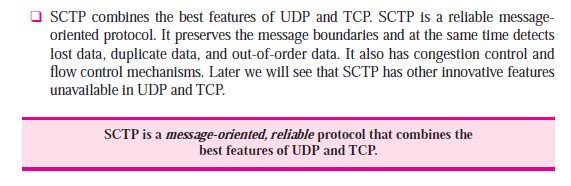 ❑ SCTP combines the best features of UDP and TCP. SCTP is a reliable message-
oriented protocol. It preserves the message boundaries and at the same time detects
lost data, duplicate data, and out-of-order data. It also has congestion control and
flow control mechanisms. Later we will see that SCTP has other innovative features
unavailable in UDP and TCP.
SCTP is a message-oriented, reliable protocol that combines the
best features of UDP and TCP.